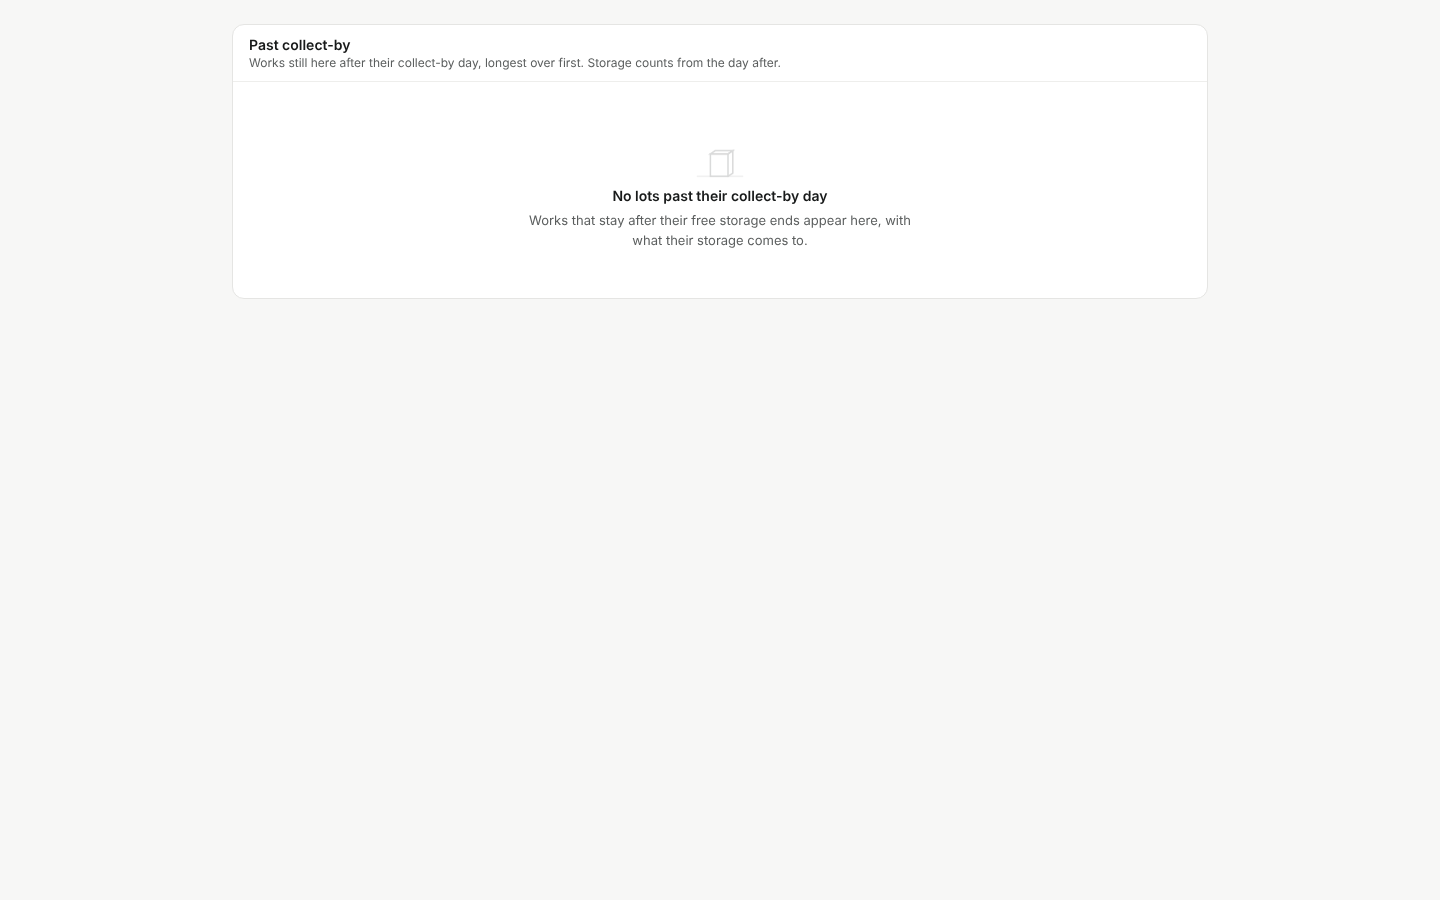 Past collect-by
Works still here after their collect-by day, longest over first. Storage counts from the day after.
No lots past their collect-by day
Works that stay after their free storage ends appear here, with
what their storage comes to.